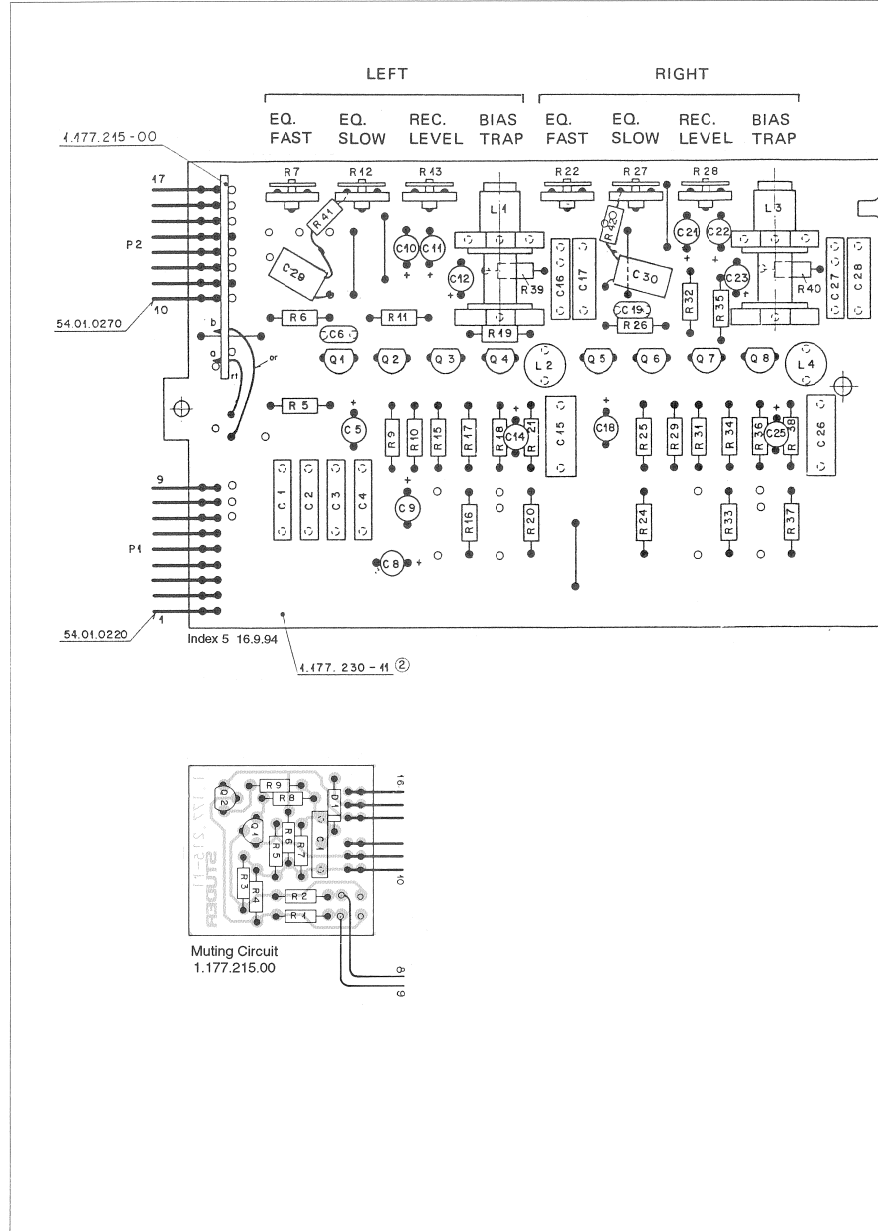 LEFT RIGHT
EQ. FAST EQ. SLOW REC. LEVEL BIAS TRAP EQ. FAST EQ. SLOW REC. LEVEL BIAS TRAP
1.177.215-00
R7 R12 R13 R22 R27 R28
17
R41 L1 R42 L3
P2
C10 C11 C21 C22
C29 C12 R39 C16 C17 C30 C23 R40 C27 C28
10
54.01.0270
b
R6 R11 C19 R32 R35
C6 R19 R26
a or
Q1 Q2 Q3 Q4 L2 Q5 Q6 Q7 Q8 L4
r1
R5 C5 R9 R10 R15 R17 R18 C14 R21 C15 C18 R25 R29 R31 R34 R36 C25 R38 C26
9
C1 C2 C3 C4 C9 R16 R20 R24 R33 R37
P1
C8
1
54.01.0220
Index 5 16.9.94
1.177.230-11 ②
16
Q2 R9 R8 D1
Q1 R5 R6 R7 C1
R3 R4 10
R2
R1
1.177.215-11
STUDER
Muting Circuit
1.177.215.00
8
9